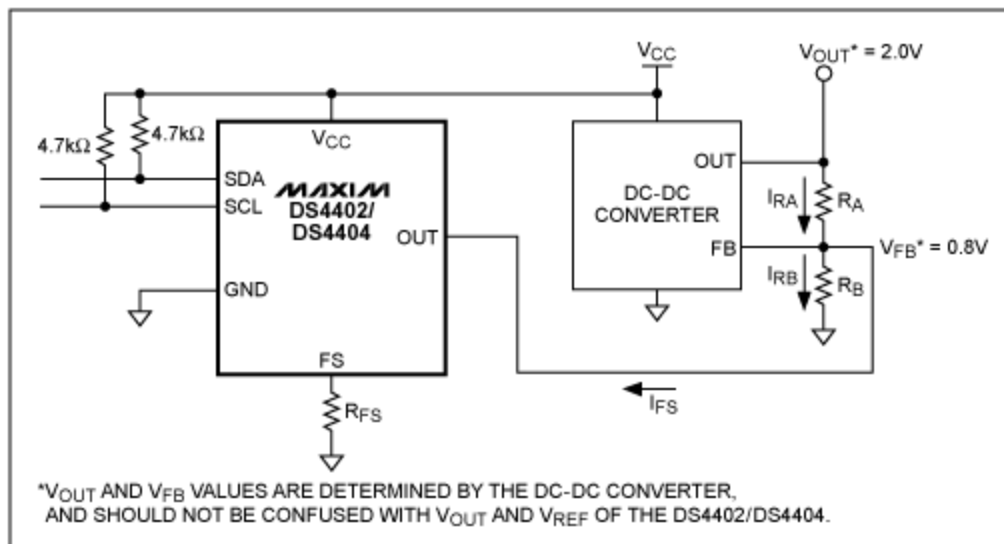 VCC
VOUT* = 2.0V
4.7kΩ
4.7kΩ
VCC
SDA
SCL
MAXIM
DS4402/
DS4404
OUT
GND
FS
RFS
OUT
DC-DC
CONVERTER
FB
IRA
RA
VFB* = 0.8V
IRB
RB
IFS
*VOUT AND VFB VALUES ARE DETERMINED BY THE DC-DC CONVERTER,
AND SHOULD NOT BE CONFUSED WITH VOUT AND VREF OF THE DS4402/DS4404.